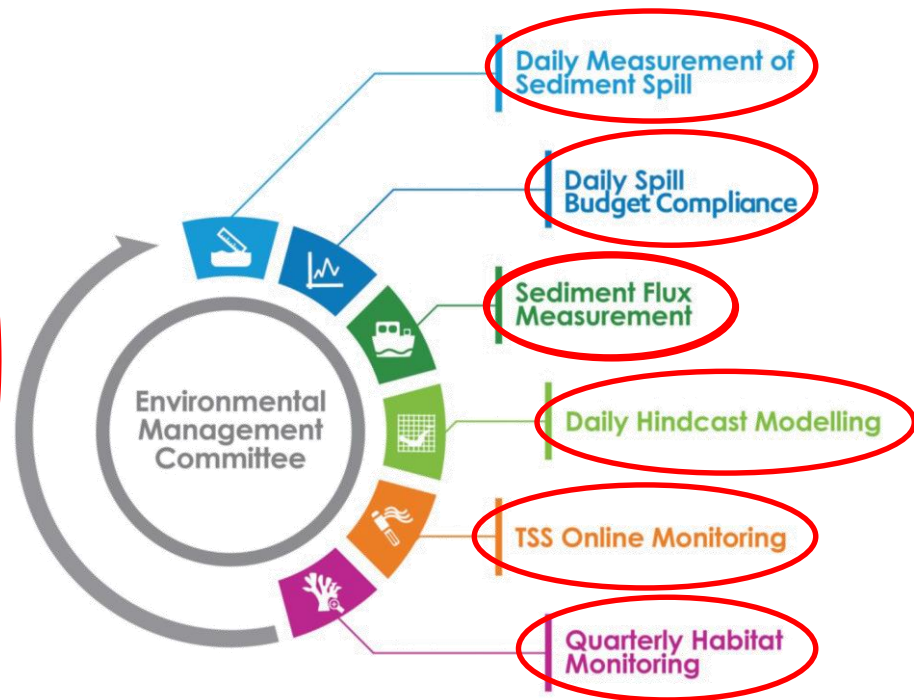 Daily Measurement of
Sediment Spill
Daily Spill
Budget Compliance
Sediment Flux
Measurement
Environmental
Management
Committee
Daily Hindcast Modelling
TSS Online Monitoring
Quarterly Habitat
Monitoring